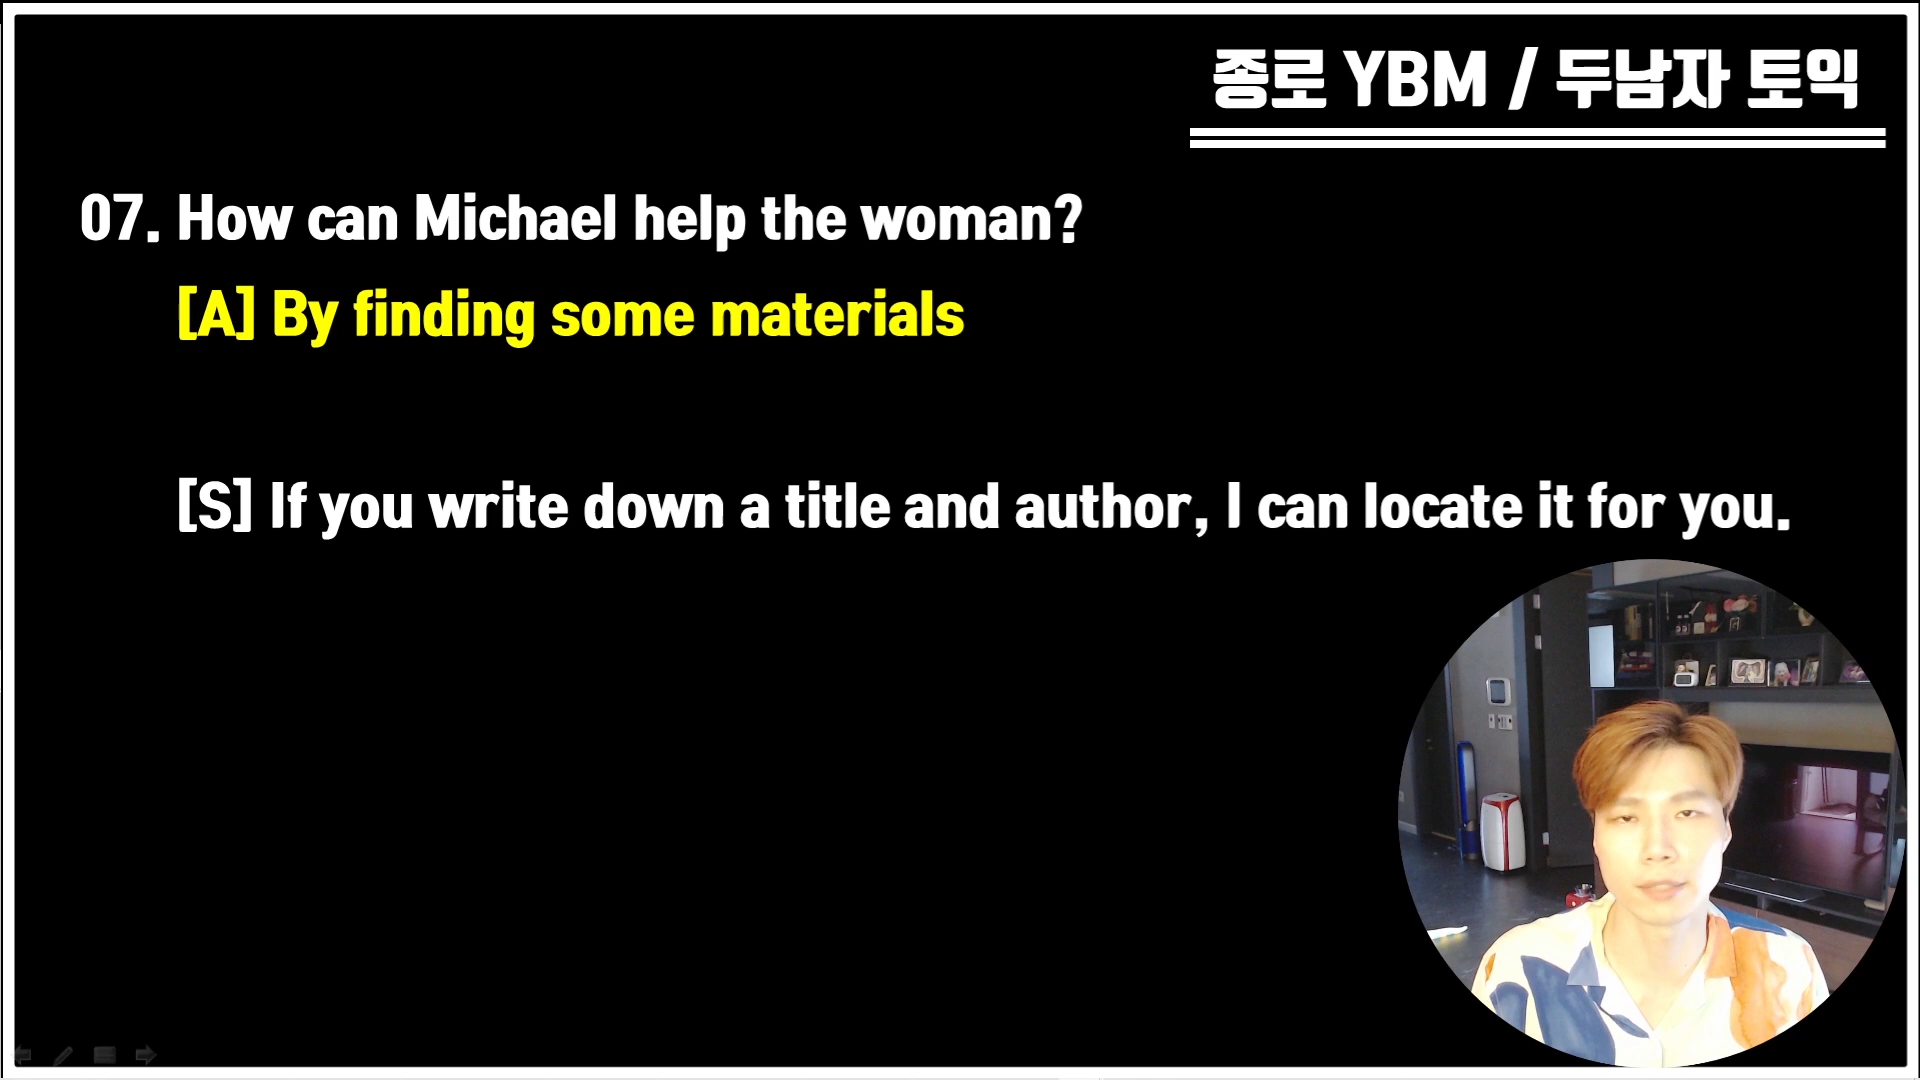 종로 YBM / 두남자 토익
07. How can Michael help the woman?
[A] By finding some materials
[S] If you write down a title and author, I can locate it for you.